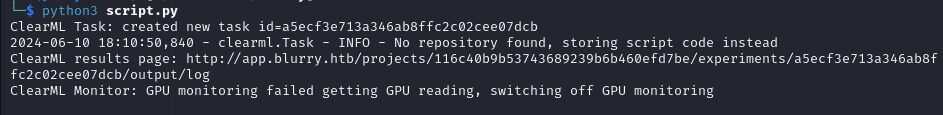 └─$ python3 script.py
ClearML Task: created new task id=a5ecf3e713a346ab8ffc2c02cee07dcb
2024-06-10 18:10:50,840 - clearml.Task - INFO - No repository found, storing script code instead
ClearML results page: http://app.blurry.htb/projects/116c40b9b53743689239b6b460efd7be/experiments/a5ecf3e713a346ab8f
fc2c02cee07dcb/output/log
ClearML Monitor: GPU monitoring failed getting GPU reading, switching off GPU monitoring